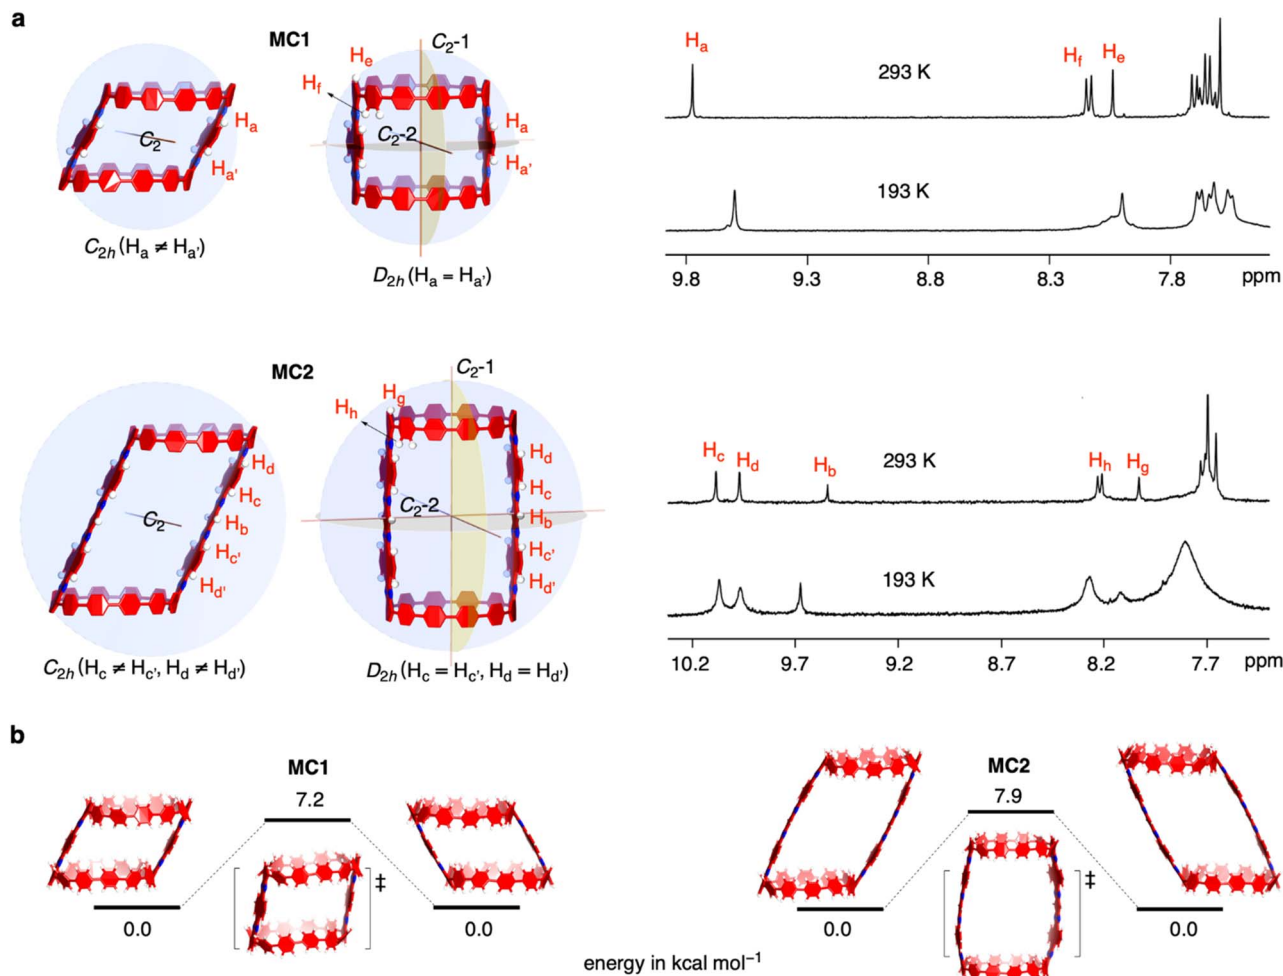 a
MC1
C2-1
He
Hf
Ha
C2
Ha'
C2-2
Ha
Ha'
C2h (Ha ≠ Ha')
D2h (Ha = Ha')
Ha
293 K
Hf
He
193 K
9.8 9.3 8.8 8.3 7.8 ppm
MC2
C2-1
Hg
Hh
Hd
Hc
C2
Hb
Hc'
Hd'
Hd
Hc
C2-2
Hb
Hc'
Hd'
C2h (Hc ≠ Hc', Hd ≠ Hd')
D2h (Hc = Hc', Hd = Hd')
Hc
Hd
Hb
293 K
Hh
Hg
193 K
10.2 9.7 9.2 8.7 8.2 7.7 ppm
b
MC1
7.2
‡
0.0
0.0
MC2
7.9
‡
0.0
0.0
energy in kcal mol⁻¹